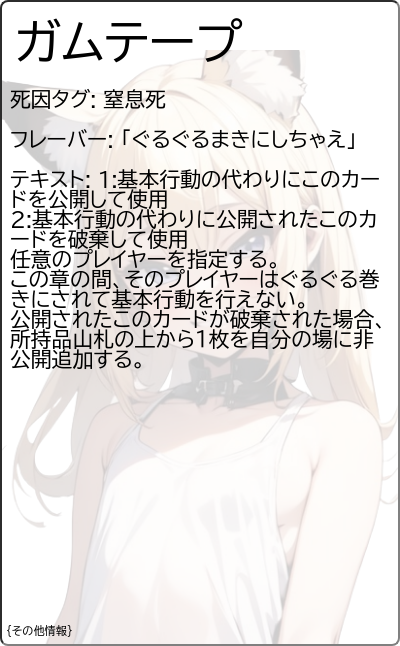 ガムテープ
死因タグ: 窒息死
フレーバー: 「ぐるぐるまきにしちゃえ」
テキスト: 1:基本行動の代わりにこのカー
ドを公開して使用
2:基本行動の代わりに公開されたこのカ
ードを破棄して使用
任意のプレイヤーを指定する。
この章の間、そのプレイヤーはぐるぐる巻
きにされて基本行動を行えない。
公開されたこのカードが破棄された場合、
所持品山札の上から1枚を自分の場に非
公開追加する。
{その他情報}